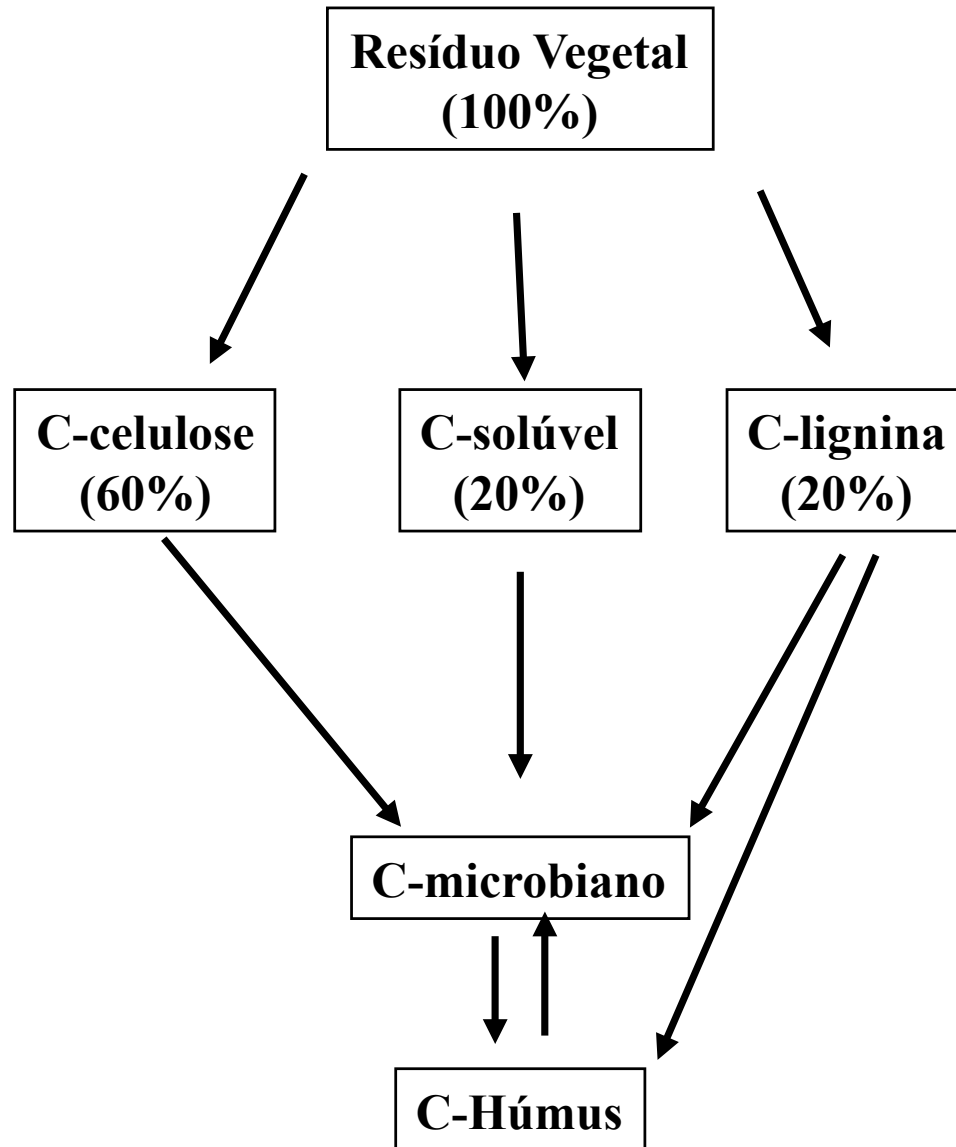 Resíduo Vegetal
(100%)
C-celulose
(60%)
C-solúvel
(20%)
C-lignina
(20%)
C-microbiano
C-Húmus